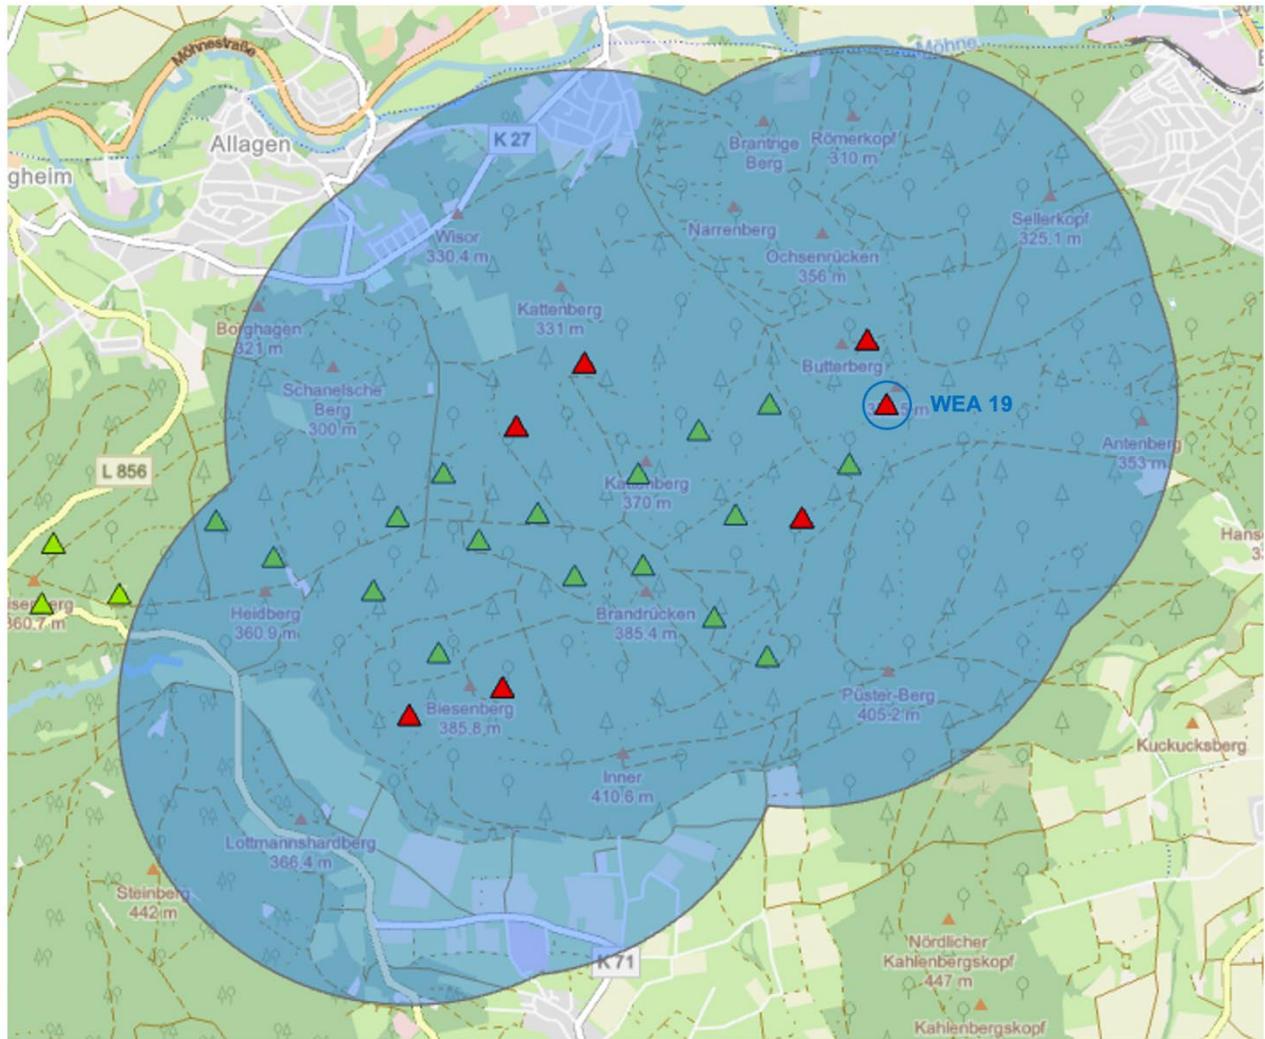 Möhnestraße
Möhne
Allagen
K 27
Brantrige
Berg
Römerkopf
310 m
gheim
Wisor
330.4 m
Narrenberg
Sellerkopf
325.1 m
Ochsenrücken
356 m
Kattenberg
331 m
Borghagen
321 m
Schanelsche
Berg
300 m
Butterberg
WEA 19
Antenberg
353 m
L 856
370 m
Hans
Heidberg
360.9 m
Brandrücken
385.4 m
360.7 m
Biesenberg
385.8 m
Püster-Berg
405.2 m
Kuckucksberg
Inner
410.6 m
Lottmannshardberg
366.4 m
Steinberg
442 m
K 71
Nördlicher
Kahlenbergskopf
447 m
Kahlenbergskopf